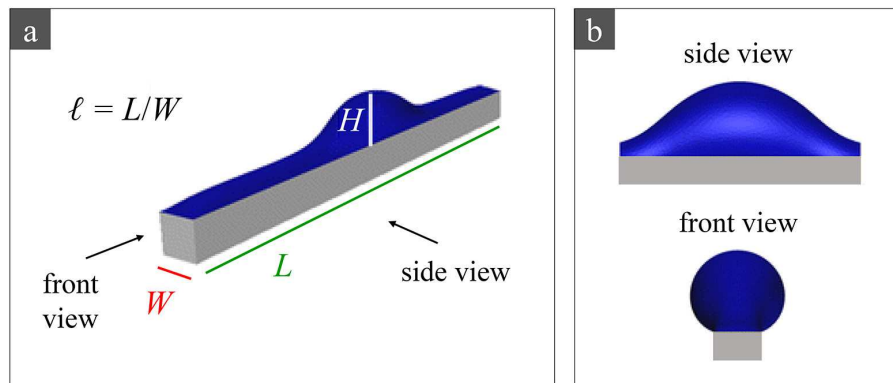 a
ℓ = L/W
H
L
W
front
view
side view
b
side view
front view